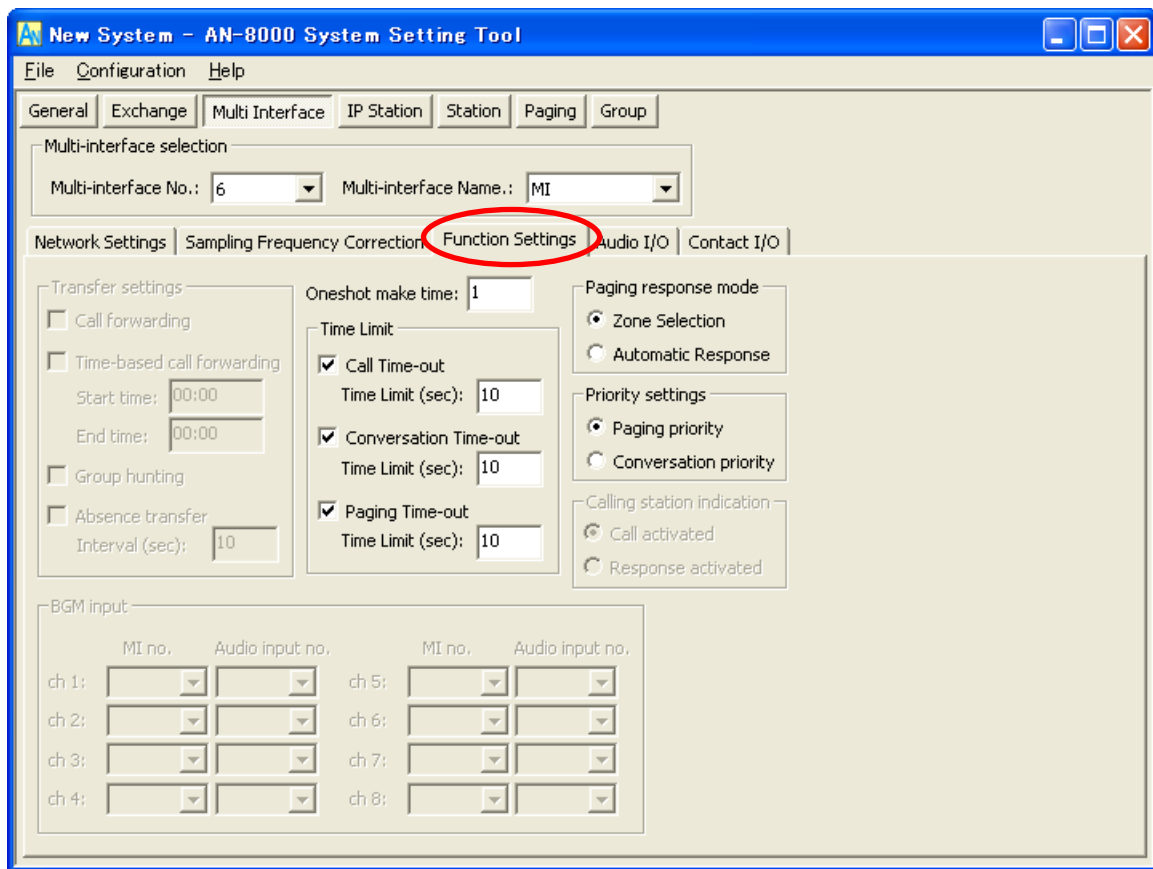 New System - AN-8000 System Setting Tool
File Configuration Help
General Exchange Multi Interface IP Station Station Paging Group
Multi-interface selection
Multi-interface No.: 6 Multi-interface Name.: MI
Network Settings Sampling Frequency Correction Function Settings Audio I/O Contact I/O
Transfer settings
Call forwarding
Time-based call forwarding
Start time: 00:00
End time: 00:00
Group hunting
Absence transfer
Interval (sec): 10
Oneshot make time: 1
Time Limit
Call Time-out
Time Limit (sec): 10
Conversation Time-out
Time Limit (sec): 10
Paging Time-out
Time Limit (sec): 10
Paging response mode
Zone Selection
Automatic Response
Priority settings
Paging priority
Conversation priority
Calling station indication
Call activated
Response activated
BGM input
MI no. Audio input no. MI no. Audio input no.
ch 1: ch 5:
ch 2: ch 6:
ch 3: ch 7:
ch 4: ch 8: